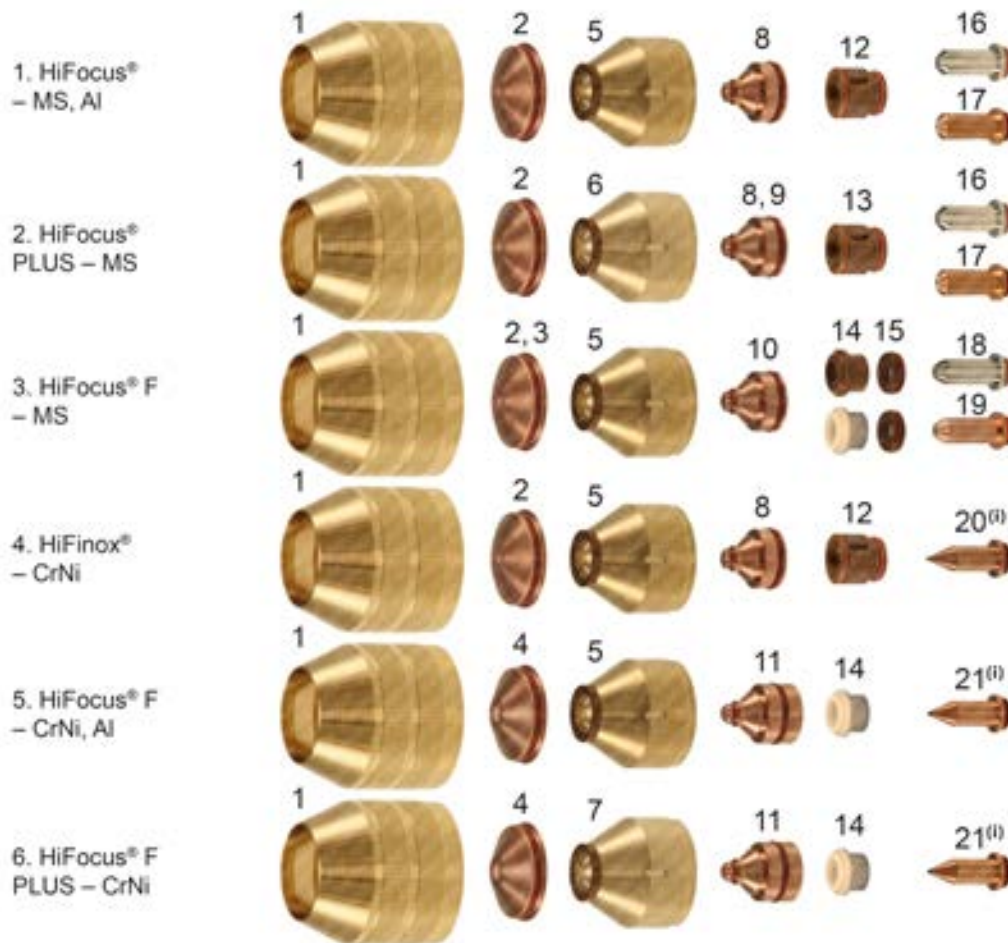 1 2 5 8 12 16
1. HiFocus®
– MS, Al
17
1 2 6 8, 9 13 16
2. HiFocus®
PLUS – MS
17
1 2, 3 5 10 14 15 18
3. HiFocus® F
– MS
19
1 2 5 8 12 20(i)
4. HiFinox®
– CrNi
1 4 5 11 14 21(i)
5. HiFocus® F
– CrNi, Al
1 4 7 11 14 21(i)
6. HiFocus® F
PLUS – CrNi